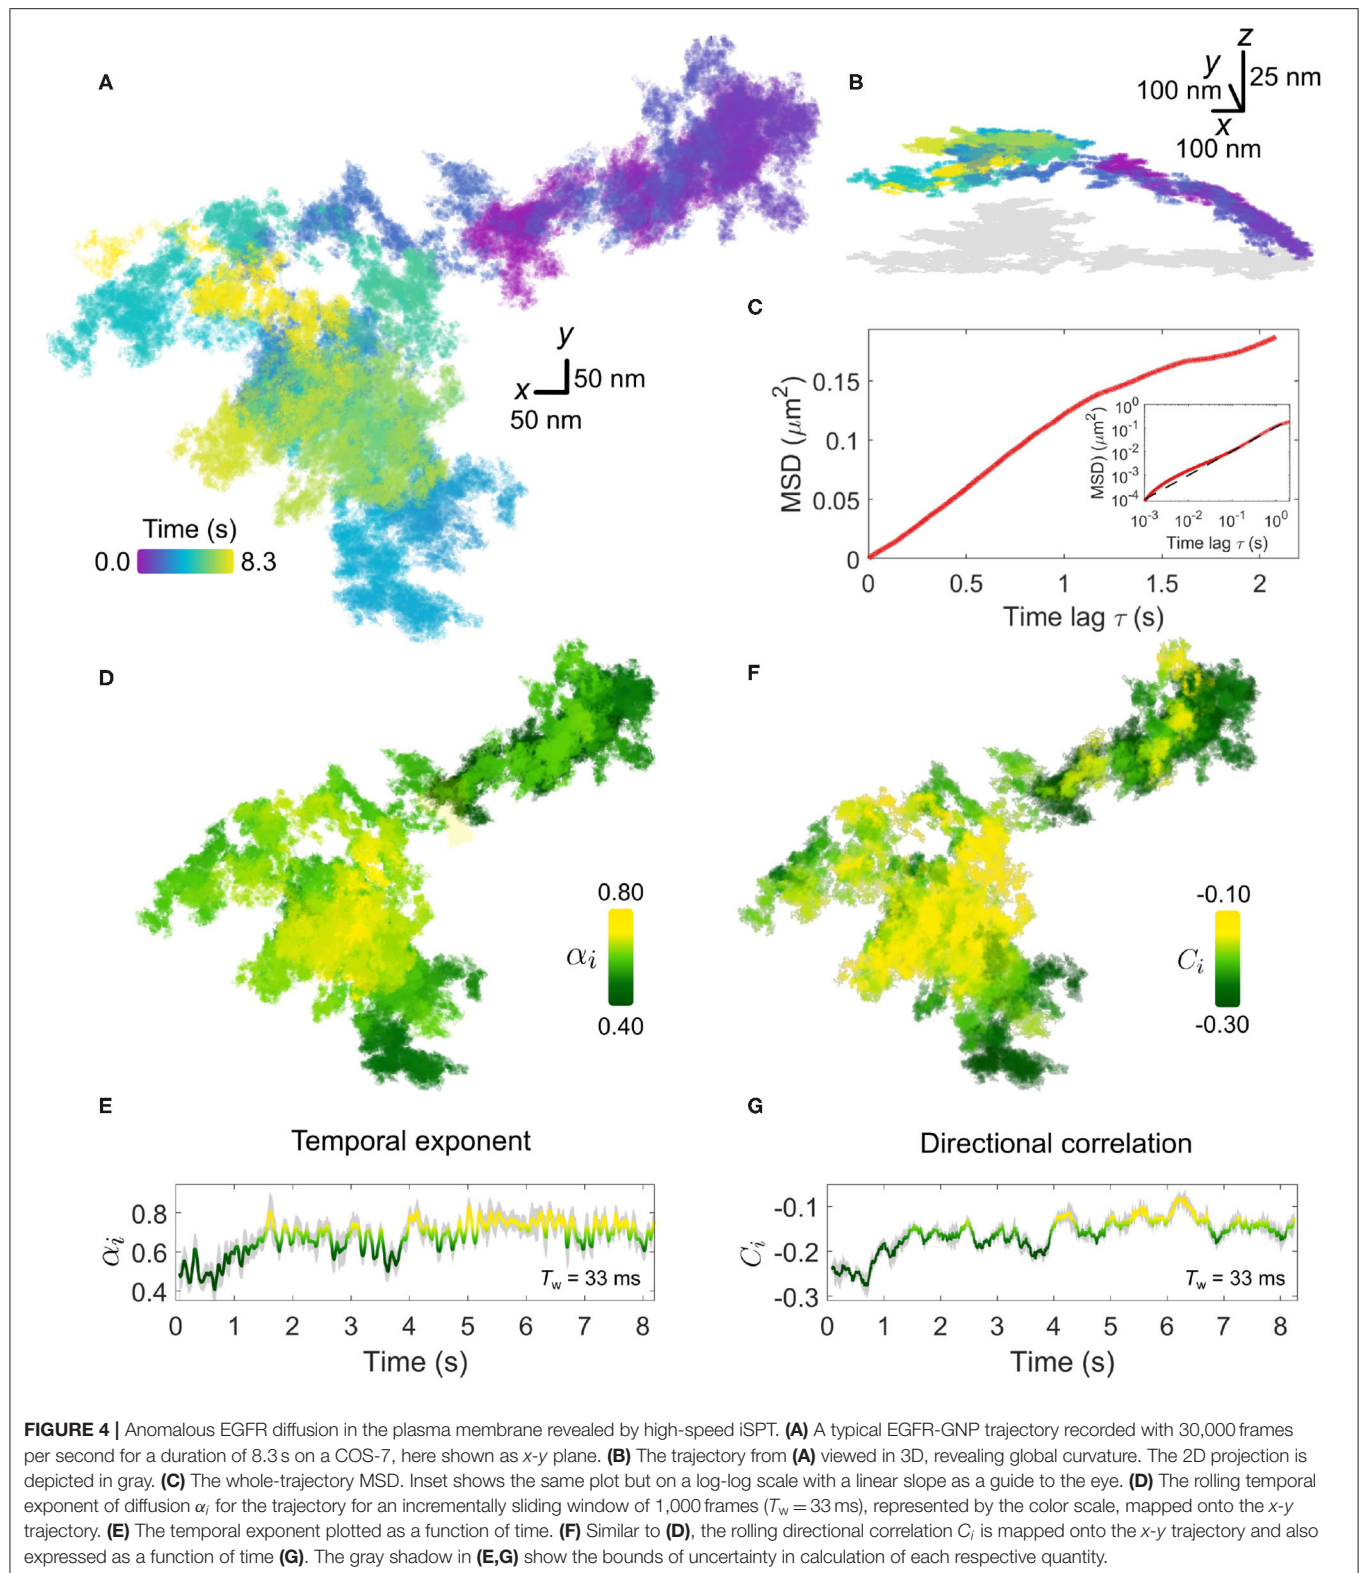 A
y
x
50 nm
50 nm
Time (s)
0.0
8.3
B
z
y
25 nm
100 nm
x
100 nm
C
MSD (μm²)
0.15
0.1
0.05
0
0
0.5
1
1.5
2
Time lag τ (s)
MSD) (μm²)
10⁰
10⁻¹
10⁻²
10⁻³
10⁻⁴
10⁻³
10⁻²
10⁻¹
10⁰
Time lag τ (s)
D
0.80
αᵢ
0.40
F
-0.10
Cᵢ
-0.30
E
Temporal exponent
αᵢ
0.8
0.6
0.4
T_w = 33 ms
0 1 2 3 4 5 6 7 8
Time (s)
G
Directional correlation
Cᵢ
-0.1
-0.2
-0.3
T_w = 33 ms
0 1 2 3 4 5 6 7 8
Time (s)
FIGURE 4 | Anomalous EGFR diffusion in the plasma membrane revealed by high-speed iSPT. (A) A typical EGFR-GNP trajectory recorded with 30,000 frames
per second for a duration of 8.3 s on a COS-7, here shown as x-y plane. (B) The trajectory from (A) viewed in 3D, revealing global curvature. The 2D projection is
depicted in gray. (C) The whole-trajectory MSD. Inset shows the same plot but on a log-log scale with a linear slope as a guide to the eye. (D) The rolling temporal
exponent of diffusion αᵢ for the trajectory for an incrementally sliding window of 1,000 frames (T_w = 33 ms), represented by the color scale, mapped onto the x-y
trajectory. (E) The temporal exponent plotted as a function of time. (F) Similar to (D), the rolling directional correlation Cᵢ is mapped onto the x-y trajectory and also
expressed as a function of time (G). The gray shadow in (E,G) show the bounds of uncertainty in calculation of each respective quantity.